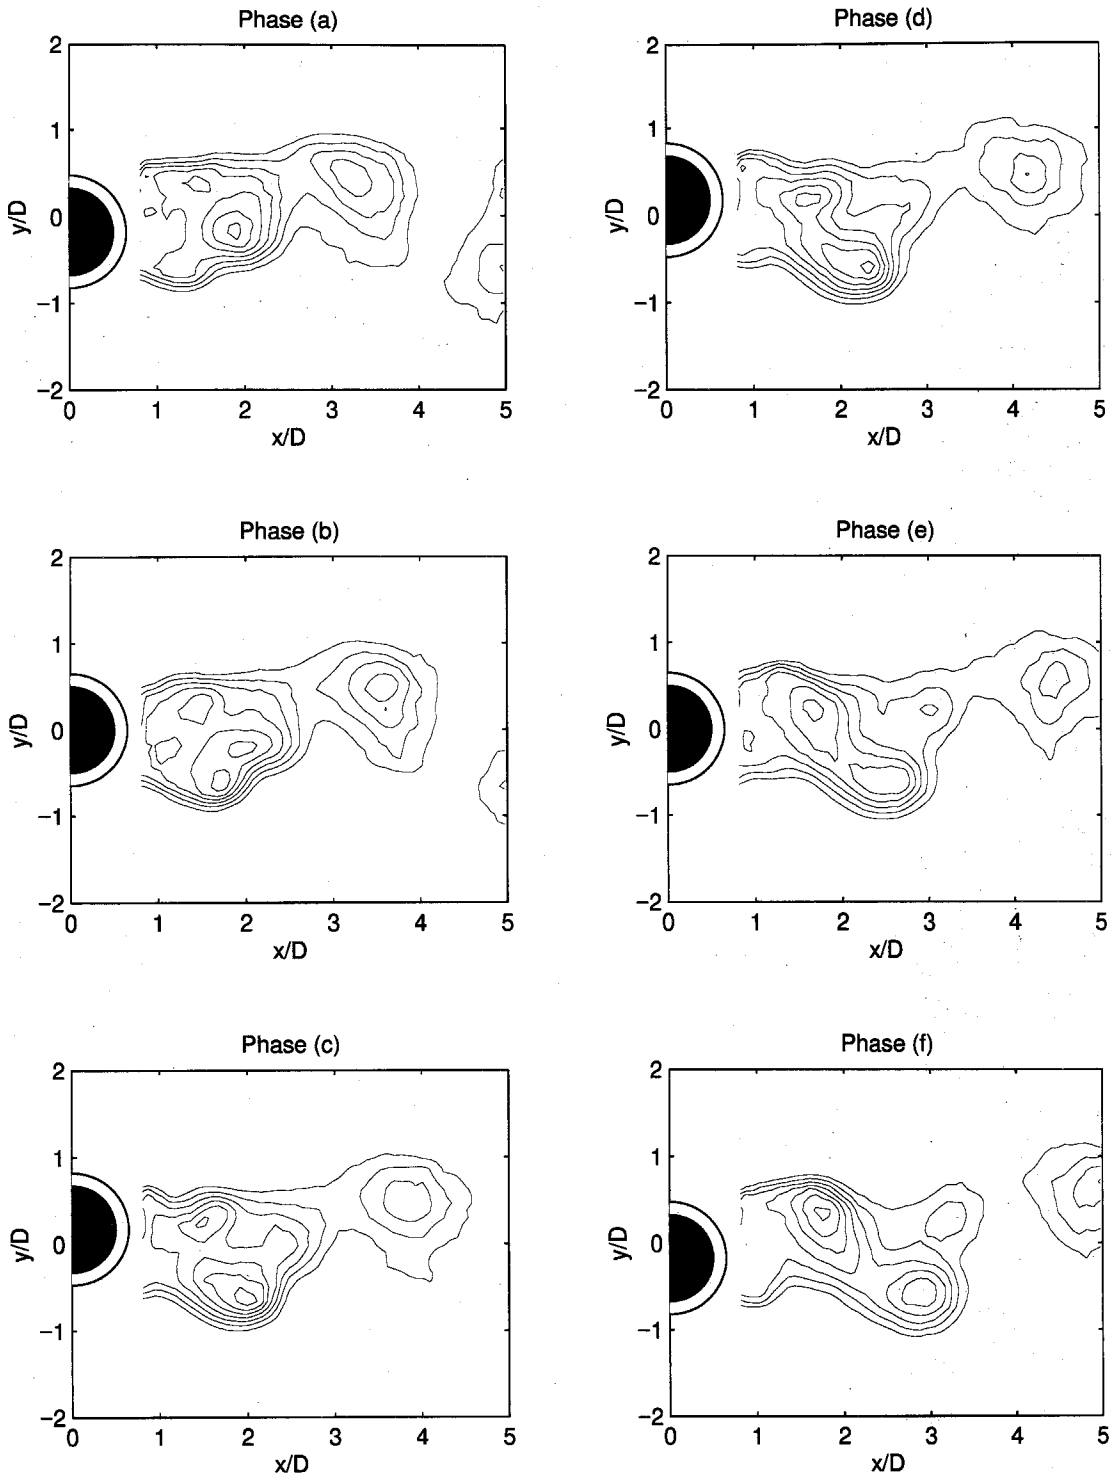 Phase (a)
2
1
0
−1
−2
y/D
0 1 2 3 4 5
x/D
Phase (b)
2
1
0
−1
−2
y/D
0 1 2 3 4 5
x/D
Phase (c)
2
1
0
−1
−2
y/D
0 1 2 3 4 5
x/D
Phase (d)
2
1
0
−1
−2
y/D
0 1 2 3 4 5
x/D
Phase (e)
2
1
0
−1
−2
y/D
0 1 2 3 4 5
x/D
Phase (f)
2
1
0
−1
−2
y/D
0 1 2 3 4 5
x/D